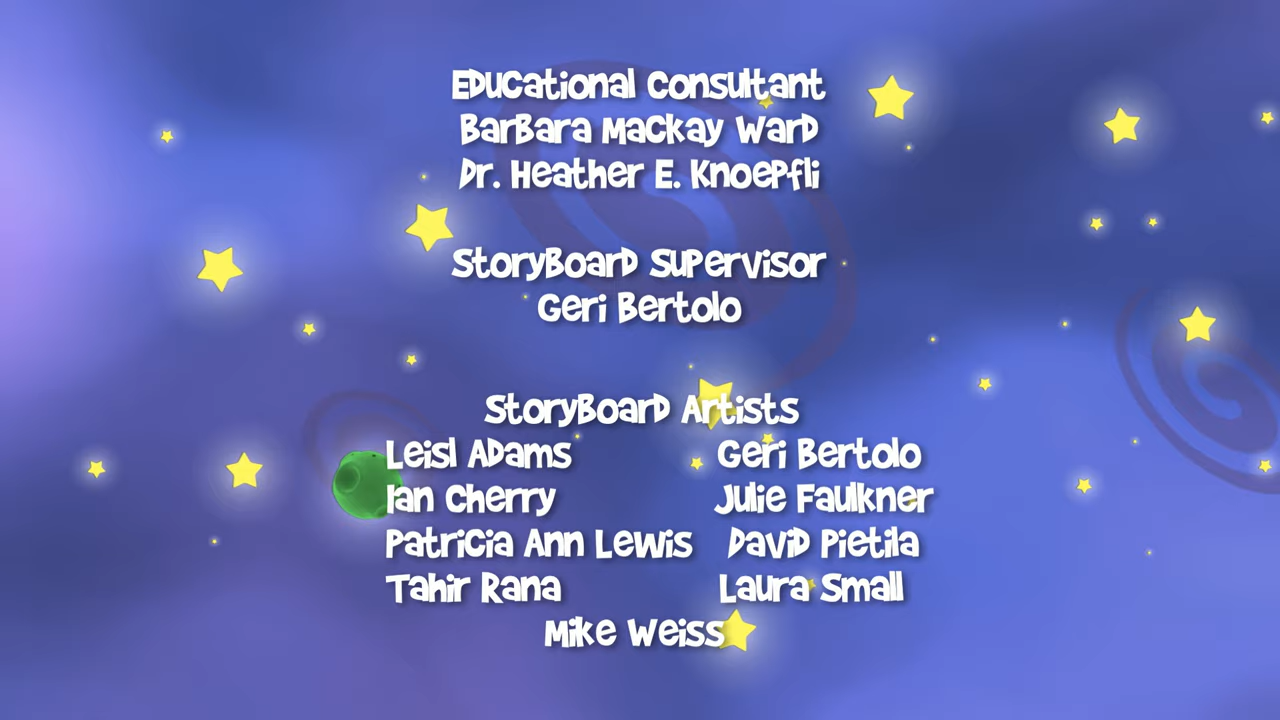 Educational Consultant
Barbara Mackay Ward
Dr. Heather E. Knoepfli
Storyboard Supervisor
Geri Bertolo
Storyboard Artists
Leisl Adams Geri Bertolo
Ian Cherry Julie Faulkner
Patricia Ann Lewis David Pietila
Tahir Rana Laura Small
Mike Weiss